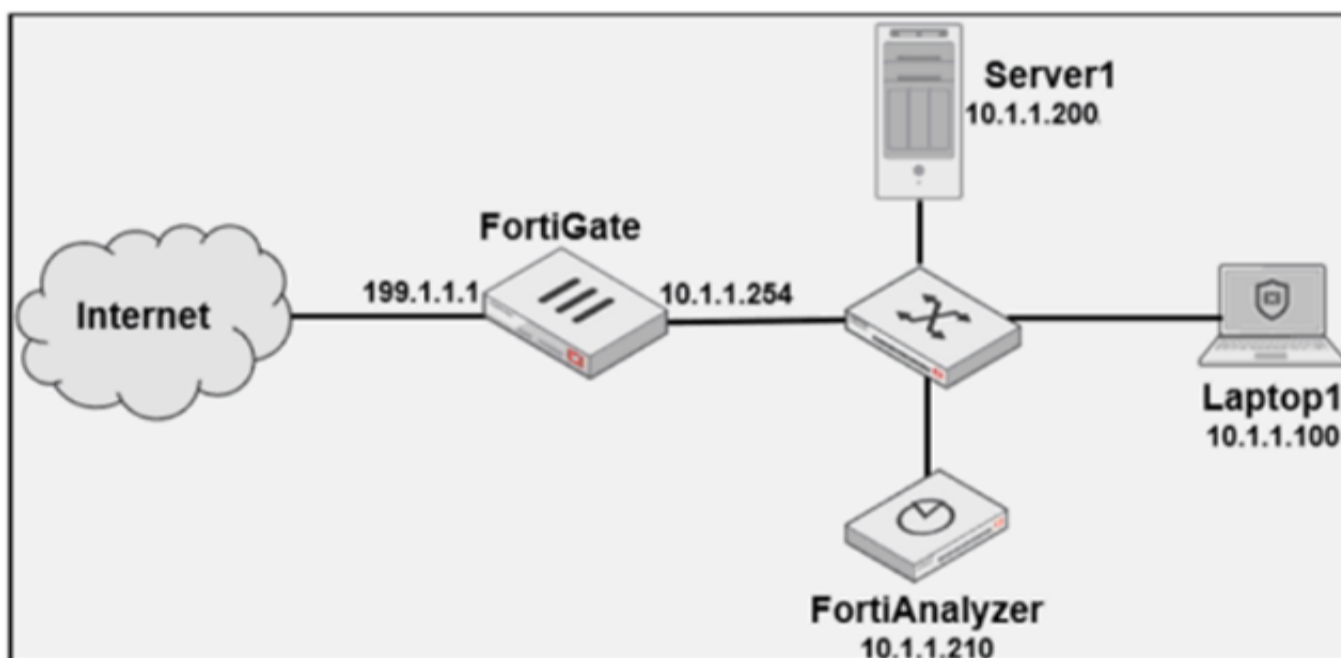 Server1
10.1.1.200
FortiGate
Internet
199.1.1.1
10.1.1.254
Laptop1
10.1.1.100
FortiAnalyzer
10.1.1.210